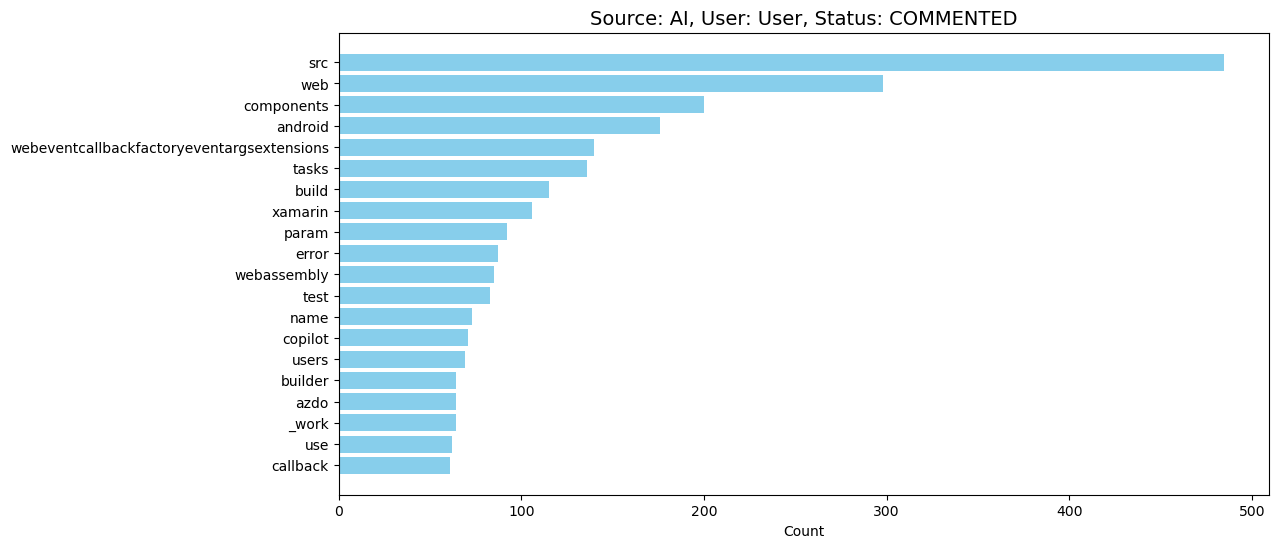 Source: AI, User: User, Status: COMMENTED
src
web
components
android
webeventcallbackfactoryeventargsextensions
tasks
build
xamarin
param
error
webassembly
test
name
copilot
users
builder
azdo
_work
use
callback
0 100 200 300 400 500
Count